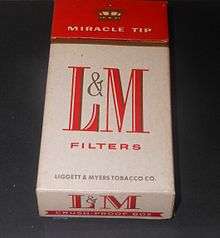 MIRACLE TIP
L&M
FILTERS
LIGGETT & MYERS TOBACCO CO.
L&M
CRUSH-PROOF BOX